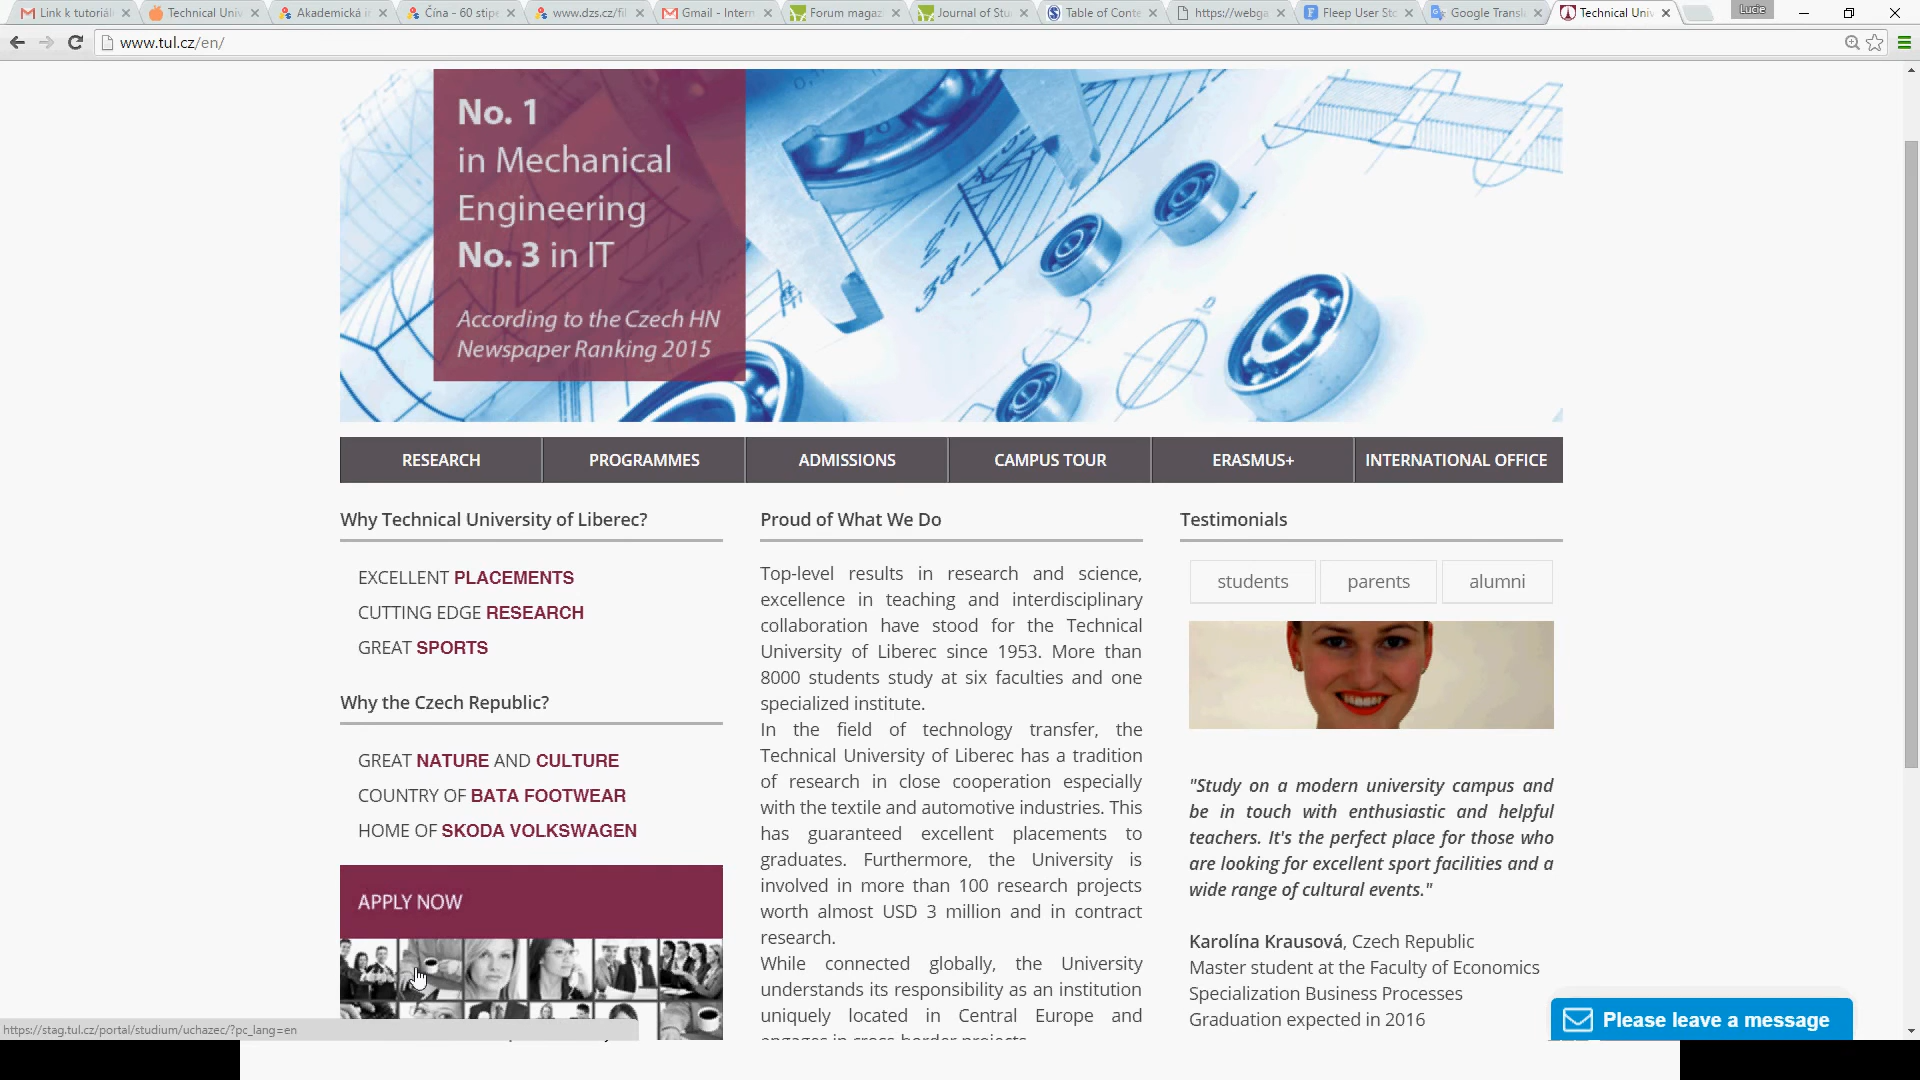 Link k tutoriál
Technical Univ
Akademická i
Čína - 60 stipe
www.dzs.cz/fil
Gmail - Intern
Forum magaz
Journal of Stu
Table of Conte
https://webga
Fleep User Sto
Google Transl
Technical Univ
Lucie
www.tul.cz/en/
No. 1
in Mechanical
Engineering
No. 3 in IT
According to the Czech HN
Newspaper Ranking 2015
RESEARCH
PROGRAMMES
ADMISSIONS
CAMPUS TOUR
ERASMUS+
INTERNATIONAL OFFICE
Why Technical University of Liberec?
EXCELLENT PLACEMENTS
CUTTING EDGE RESEARCH
GREAT SPORTS
Why the Czech Republic?
GREAT NATURE AND CULTURE
COUNTRY OF BATA FOOTWEAR
HOME OF SKODA VOLKSWAGEN
APPLY NOW
Proud of What We Do
Top-level results in research and science,
excellence in teaching and interdisciplinary
collaboration have stood for the Technical
University of Liberec since 1953. More than
8000 students study at six faculties and one
specialized institute.
In the field of technology transfer, the
Technical University of Liberec has a tradition
of research in close cooperation especially
with the textile and automotive industries. This
has guaranteed excellent placements to
graduates. Furthermore, the University is
involved in more than 100 research projects
worth almost USD 3 million and in contract
research.
While connected globally, the University
understands its responsibility as an institution
uniquely located in Central Europe and
engages in cross-border projects.
Testimonials
students
parents
alumni
"Study on a modern university campus and
be in touch with enthusiastic and helpful
teachers. It's the perfect place for those who
are looking for excellent sport facilities and a
wide range of cultural events."
Karolína Krausová, Czech Republic
Master student at the Faculty of Economics
Specialization Business Processes
Graduation expected in 2016
Please leave a message
https://stag.tul.cz/portal/studium/uchazec/?pc_lang=en